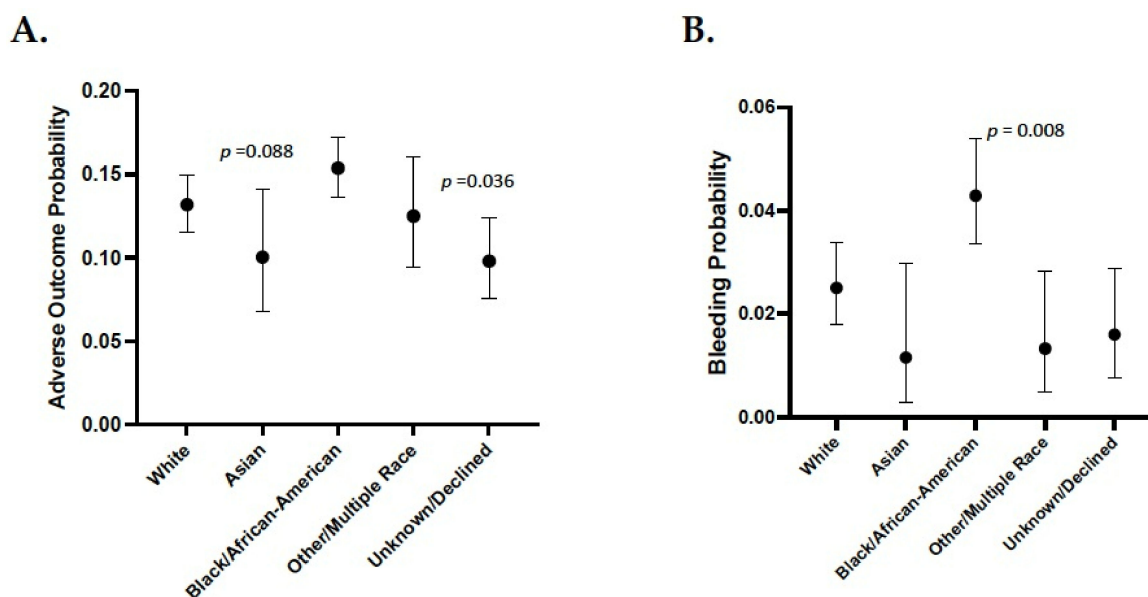 A.
Adverse Outcome Probability
0.20
0.15
0.10
0.05
0.00
p =0.088
p =0.036
White
Asian
Black/African-American
Other/Multiple Race
Unknown/Declined
B.
Bleeding Probability
0.06
0.04
0.02
0.00
p = 0.008
White
Asian
Black/African-American
Other/Multiple Race
Unknown/Declined